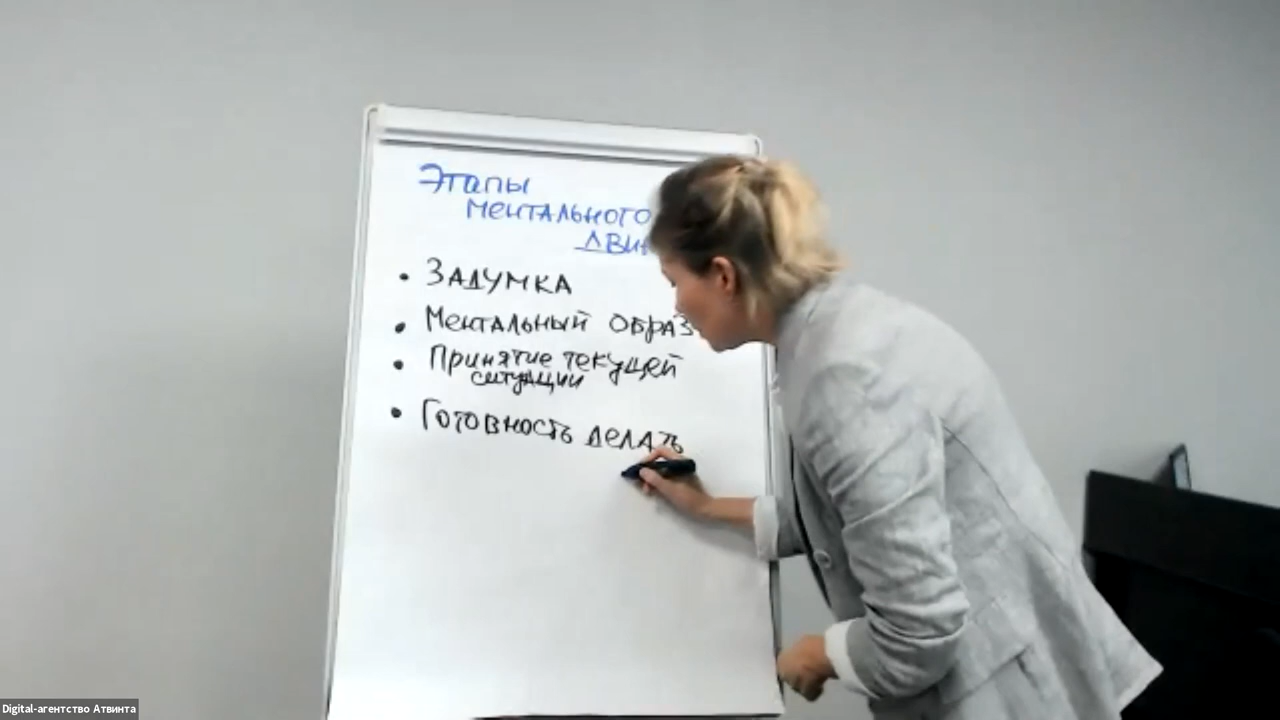 Этапы
ментального
• Задумка
• Ментальный образ
• Принятие текущей
ситуации
• Готовность делать
Digital-агентство Атвинта